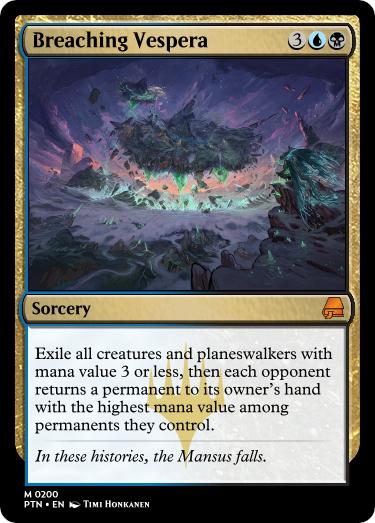 Breaching Vespera 3
Sorcery
Exile all creatures and planeswalkers with
mana value 3 or less, then each opponent
returns a permanent to its owner's hand
with the highest mana value among
permanents they control.
In these histories, the Mansus falls.
M 0200
PTN • EN Timi Honkanen